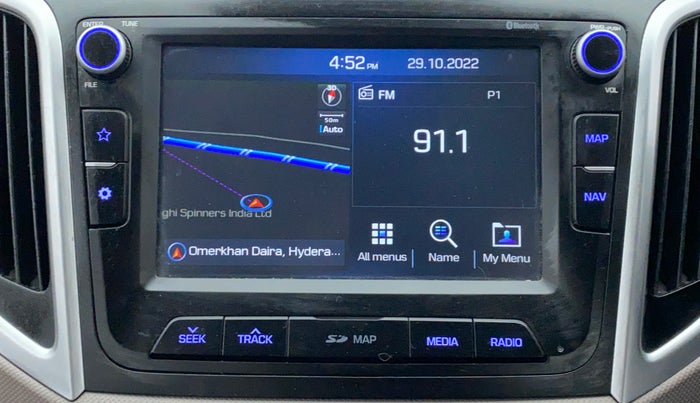 ENTER TUNE
Bluetooth
PWR•PUSH
FILE
VOL
4:52 PM 29.10.2022
3D
50m
Auto
FM P1
91.1
ghi Spinners India Ltd
Omerkhan Daira, Hydera...
All menus Name My Menu
MAP
NAV
SEEK TRACK SD MAP MEDIA RADIO